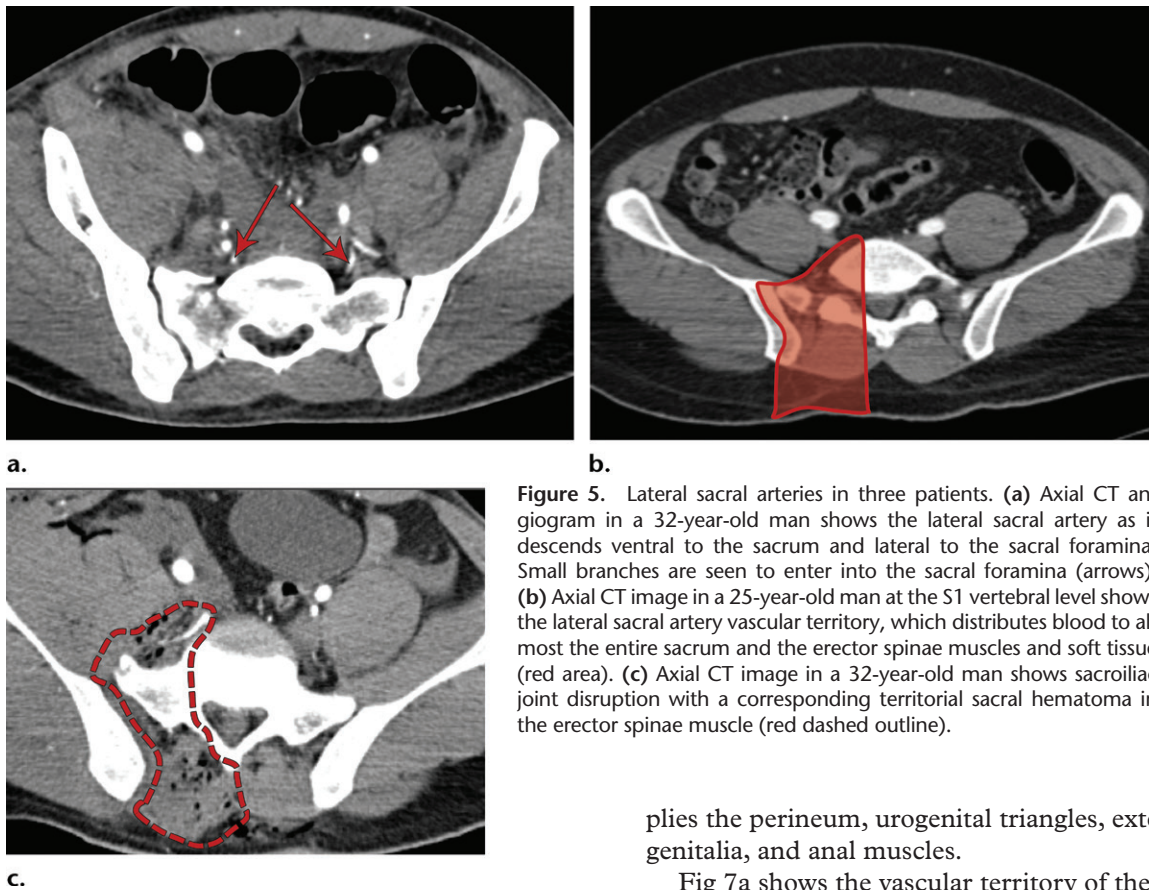 a.
b.
c.
Figure 5. Lateral sacral arteries in three patients. (a) Axial CT an
giogram in a 32-year-old man shows the lateral sacral artery as i
descends ventral to the sacrum and lateral to the sacral foramina
Small branches are seen to enter into the sacral foramina (arrows)
(b) Axial CT image in a 25-year-old man at the S1 vertebral level show
the lateral sacral artery vascular territory, which distributes blood to al
most the entire sacrum and the erector spinae muscles and soft tissue
(red area). (c) Axial CT image in a 32-year-old man shows sacroiliac
joint disruption with a corresponding territorial sacral hematoma in
the erector spinae muscle (red dashed outline).
plies the perineum, urogenital triangles, exte
genitalia, and anal muscles.
Fig 7a shows the vascular territory of the